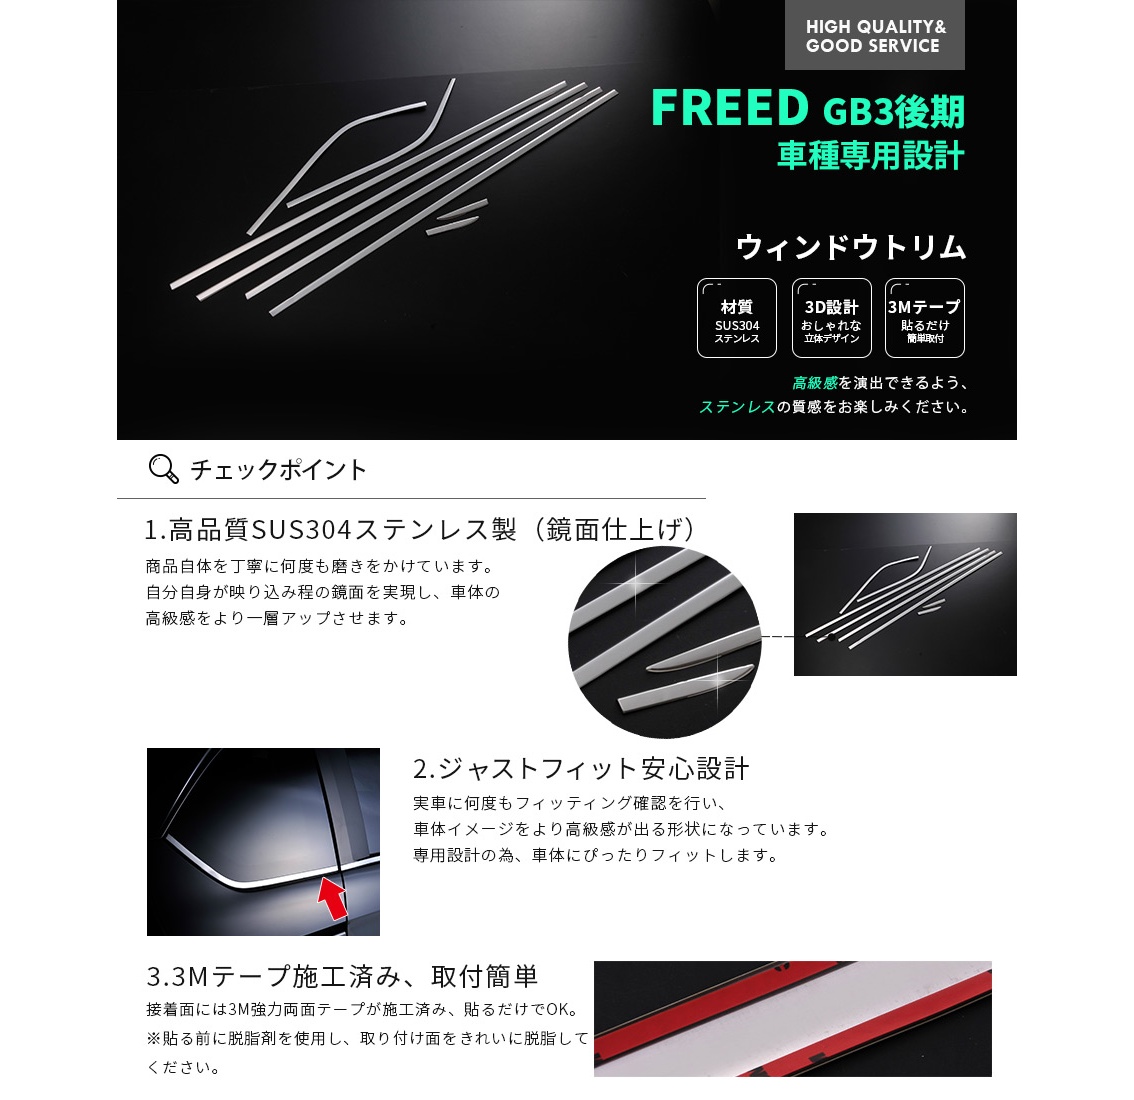 HIGH QUALITY&
GOOD SERVICE
FREED GB3後期
車種専用設計
ウィンドウトリム
材質
SUS304
ステンレス
3D設計
おしゃれな
立体デザイン
3Mテープ
貼るだけ
簡単取付
高級感を演出できるよう、
ステンレスの質感をお楽しみください。
チェックポイント
1.高品質SUS304ステンレス製（鏡面仕上げ）
商品自体を丁寧に何度も磨きをかけています。
自分自身が映り込み程の鏡面を実現し、車体の
高級感をより一層アップさせます。
2.ジャストフィット安心設計
実車に何度もフィッティング確認を行い、
車体イメージをより高級感が出る形状になっています。
専用設計の為、車体にぴったりフィットします。
3.3Mテープ施工済み、取付簡単
接着面には3M強力両面テープが施工済み、貼るだけでOK。
※貼る前に脱脂剤を使用し、取り付け面をきれいに脱脂して
ください。